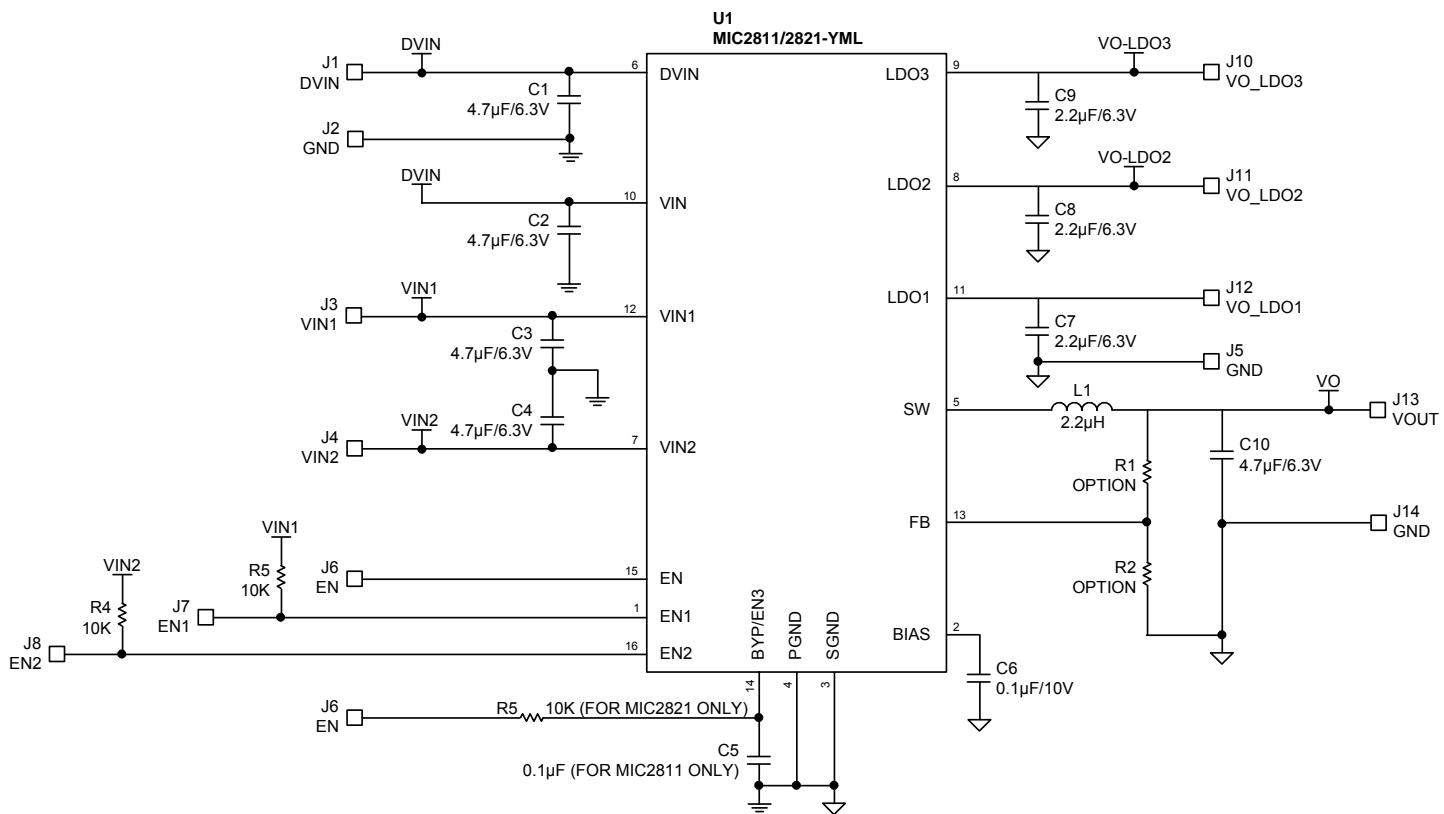 U1
MIC2811/2821-YML
DVIN
J1
DVIN
6
DVIN
C1
4.7µF/6.3V
J2
GND
DVIN
10
VIN
C2
4.7µF/6.3V
VIN1
J3
VIN1
12
VIN1
C3
4.7µF/6.3V
C4
4.7µF/6.3V
VIN2
J4
VIN2
7
VIN2
VIN1
R5
10K
J6
EN
15
EN
VIN2
R4
10K
J7
EN1
1
EN1
J8
EN2
16
EN2
BYP/EN3
PGND
SGND
14
4
3
J6
EN
R5
10K (FOR MIC2821 ONLY)
C5
0.1µF (FOR MIC2811 ONLY)
LDO3
9
VO-LDO3
J10
VO_LDO3
C9
2.2µF/6.3V
LDO2
8
VO-LDO2
J11
VO_LDO2
C8
2.2µF/6.3V
LDO1
11
J12
VO_LDO1
C7
2.2µF/6.3V
J5
GND
SW
5
L1
2.2µH
VO
J13
VOUT
R1
OPTION
C10
4.7µF/6.3V
FB
13
J14
GND
R2
OPTION
BIAS
2
C6
0.1µF/10V